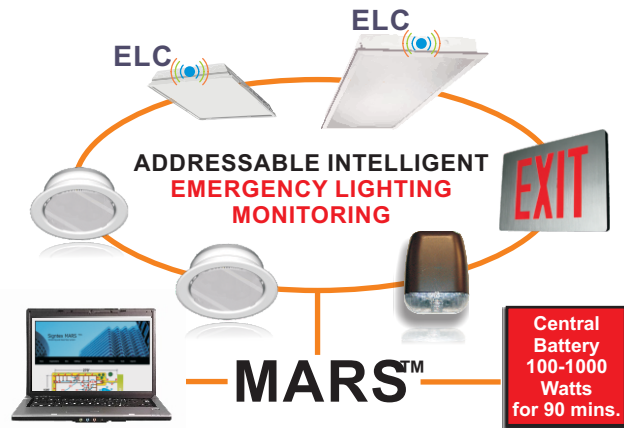 ELC
ELC
ADDRESSABLE INTELLIGENT
EMERGENCY LIGHTING
MONITORING
EXIT
MARS™
Central
Battery
100-1000
Watts
for 90 mins.